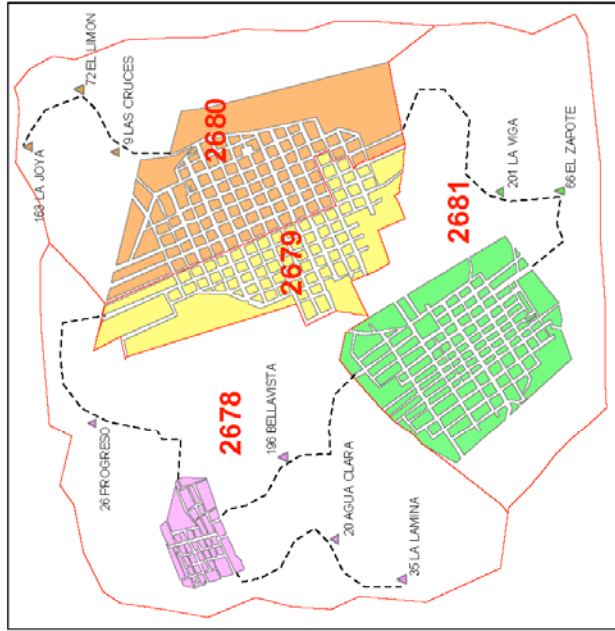 163 LA JOYA
72 EL LIMON
9 LAS CRUCES
2680
26 PROGRESO
2679
2678
196 BELLAVISTA
2681
201 LA VIGA
66 EL ZAPOTE
20 AGUA CLARA
35 LA LAMINA